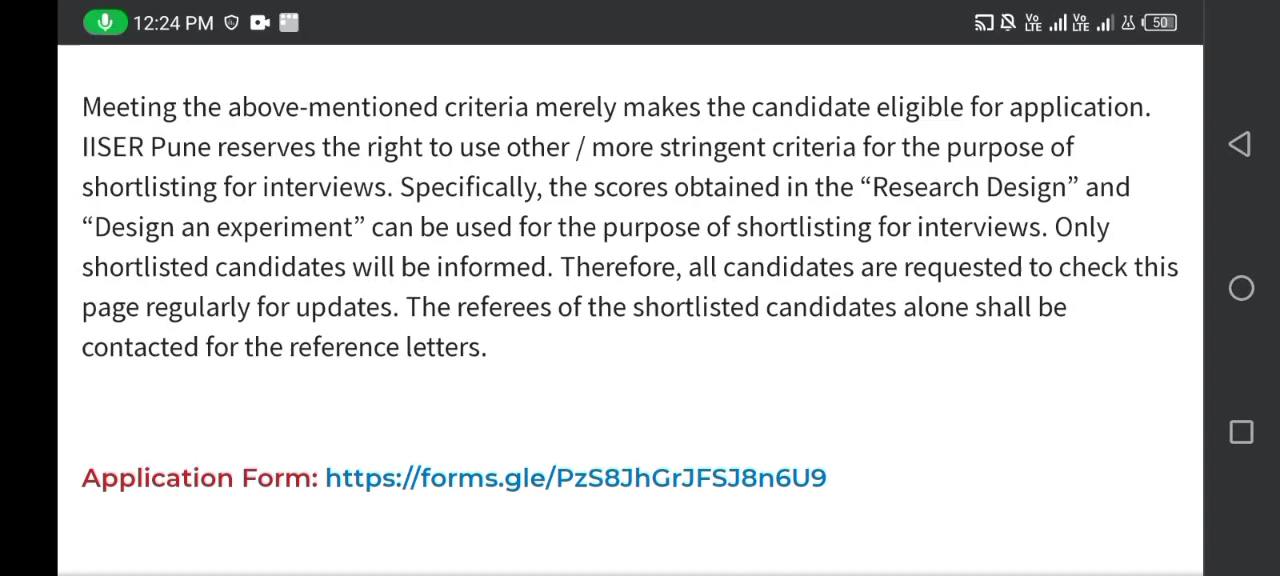 12:24 PM
Vo LTE Vo LTE 50
Meeting the above-mentioned criteria merely makes the candidate eligible for application.
IISER Pune reserves the right to use other / more stringent criteria for the purpose of
shortlisting for interviews. Specifically, the scores obtained in the “Research Design” and
“Design an experiment” can be used for the purpose of shortlisting for interviews. Only
shortlisted candidates will be informed. Therefore, all candidates are requested to check this
page regularly for updates. The referees of the shortlisted candidates alone shall be
contacted for the reference letters.
Application Form: https://forms.gle/PzS8JhGrJFSJ8n6U9